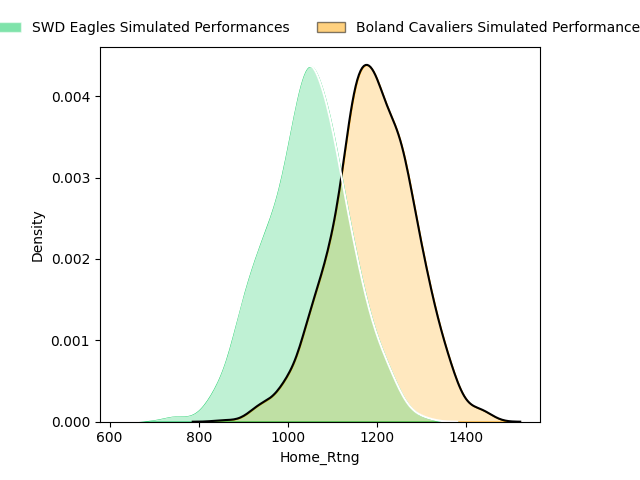 SWD Eagles Simulated Performances
Boland Cavaliers Simulated Performance
0.004
0.003
0.002
0.001
0.000
Density
600 800 1000 1200 1400
Home_Rtng